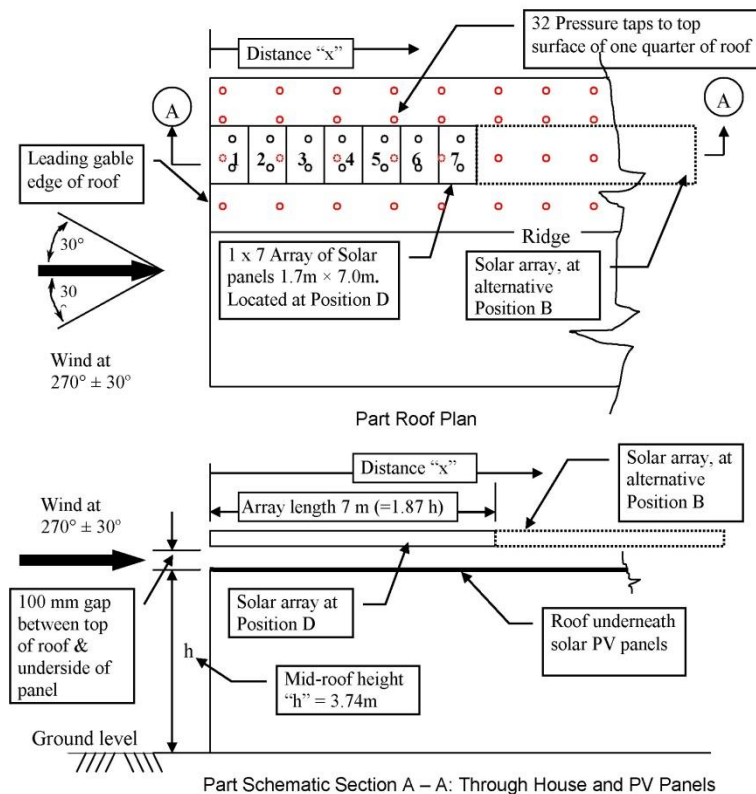 Distance “x”
32 Pressure taps to top
surface of one quarter of roof
A
A
Leading gable
edge of roof
1 2 3 4 5 6 7
30°
30
°
Wind at
270° ± 30°
1 x 7 Array of Solar
panels 1.7m × 7.0m.
Located at Position D
Ridge
Solar array, at
alternative
Position B
Part Roof Plan
Distance “x”
Solar array, at
alternative
Position B
Wind at
270° ± 30°
Array length 7 m (=1.87 h)
100 mm gap
between top
of roof &
underside of
panel
h
Solar array at
Position D
Roof underneath
solar PV panels
Mid-roof height
“h” = 3.74m
Ground level
Part Schematic Section A – A: Through House and PV Panels